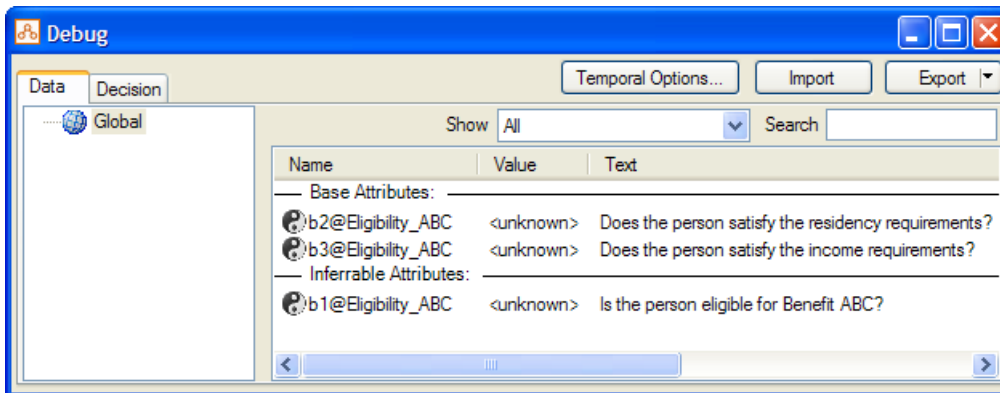 Debug
Data Decision Temporal Options... Import Export
Global Show All Search
Name Value Text
Base Attributes:
b2@Eligibility_ABC <unknown> Does the person satisfy the residency requirements?
b3@Eligibility_ABC <unknown> Does the person satisfy the income requirements?
Inferrable Attributes:
b1@Eligibility_ABC <unknown> Is the person eligible for Benefit ABC?